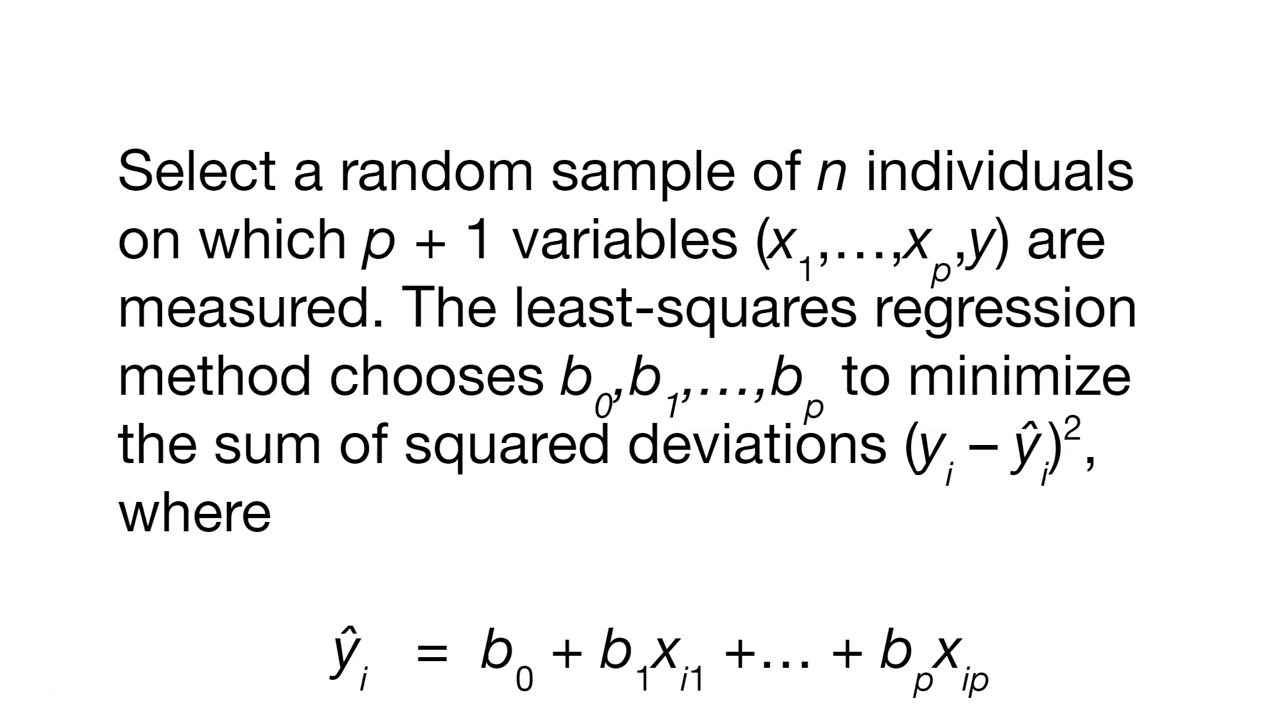 Select a random sample of n individuals
on which p + 1 variables (x₁,…,xₚ,y) are
measured. The least-squares regression
method chooses b₀,b₁,…,bₚ to minimize
the sum of squared deviations (yᵢ – ŷᵢ)²,
where
ŷᵢ = b₀ + b₁xᵢ₁ +… + bₚxᵢₚ